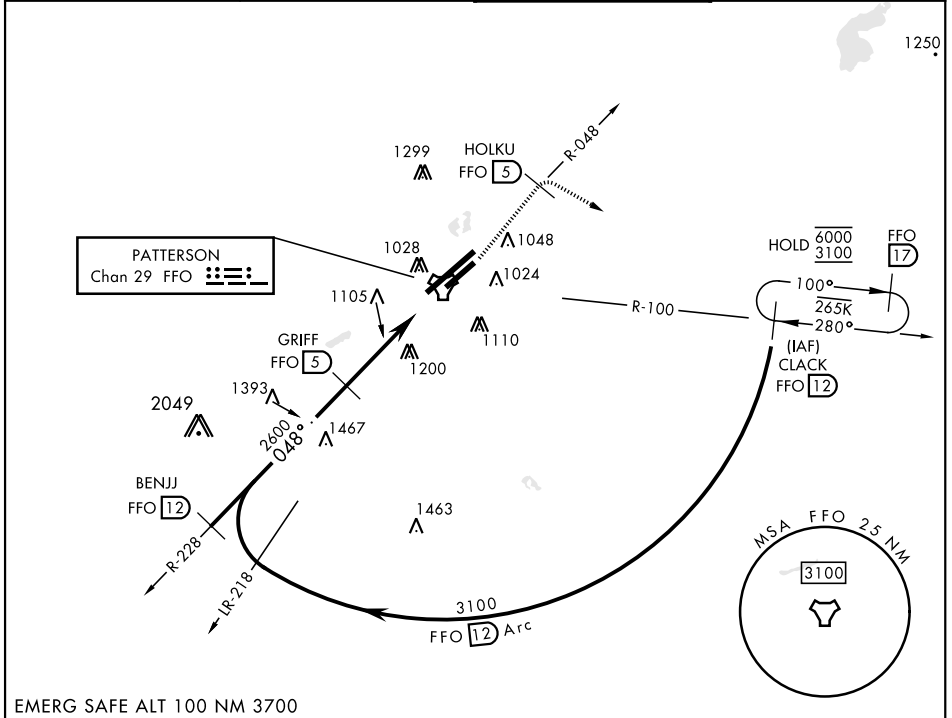 1250
1299
HOLKU
FFO 5
R-048
PATTERSON
Chan 29 FFO
1028
1048
1024
HOLD 6000
3100
FFO
17
100°
265K
280°
R-100
(IAF)
CLACK
FFO 12
1105
GRIFF
FFO 5
1110
1200
1393
2049
2600
048°
1467
BENJJ
FFO 12
1463
R-228
LR-218
3100
FFO 12 Arc
MSA FFO 25 NM
3100
EMERG SAFE ALT 100 NM 3700